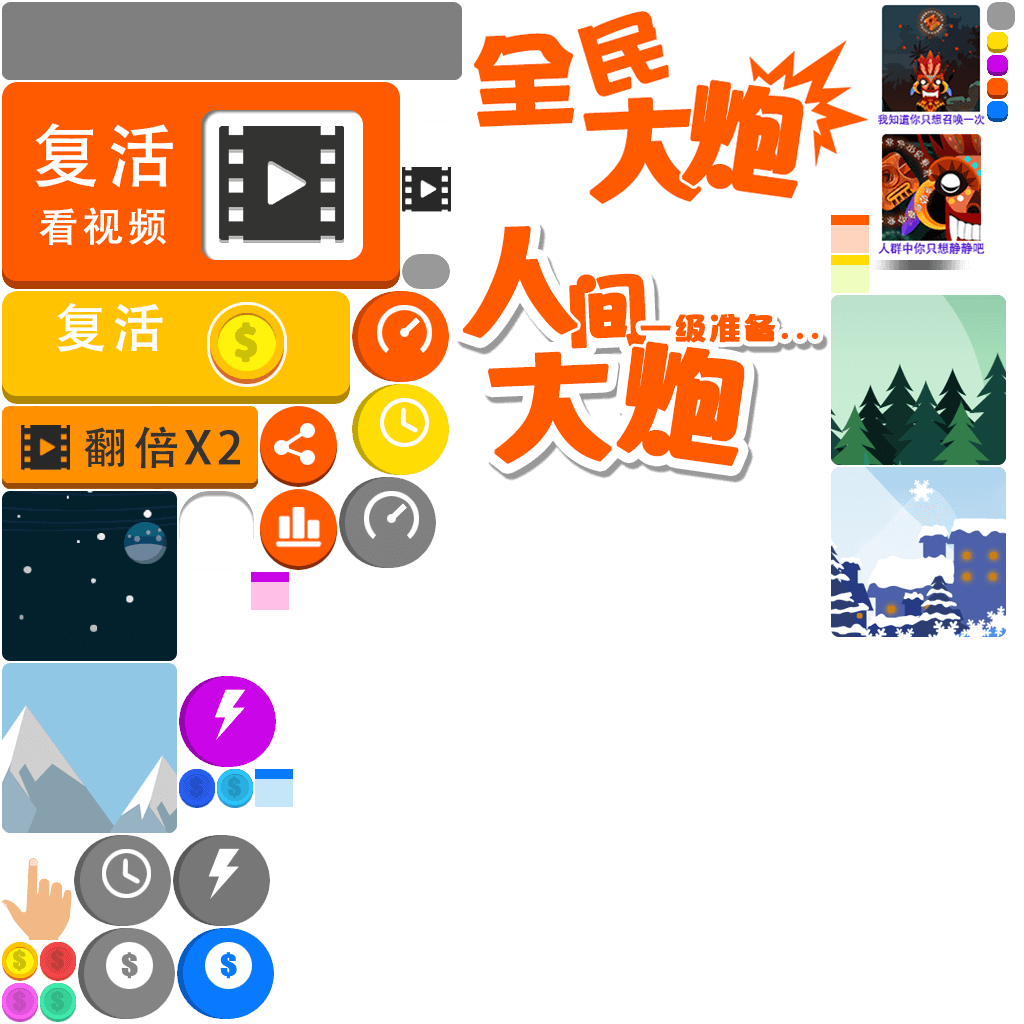 全民
大炮
我知道你只想召唤一次
复活
看视频
人群中你只想静静吧
人间
一级准备...
大炮
复活
$
翻倍X2
$ $
$ $
$ $
$ $